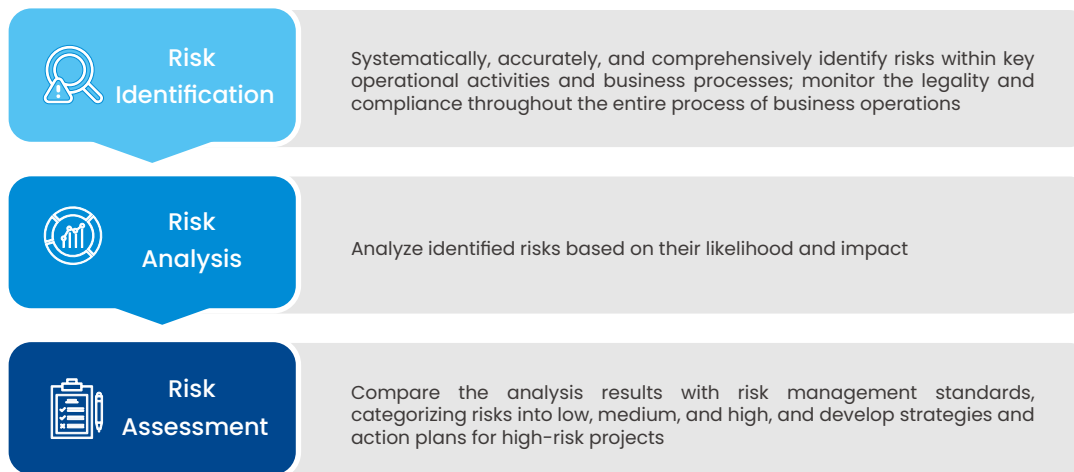 Risk
Identification
Systematically, accurately, and comprehensively identify risks within key
operational activities and business processes; monitor the legality and
compliance throughout the entire process of business operations
Risk
Analysis
Analyze identified risks based on their likelihood and impact
Risk
Assessment
Compare the analysis results with risk management standards,
categorizing risks into low, medium, and high, and develop strategies and
action plans for high-risk projects